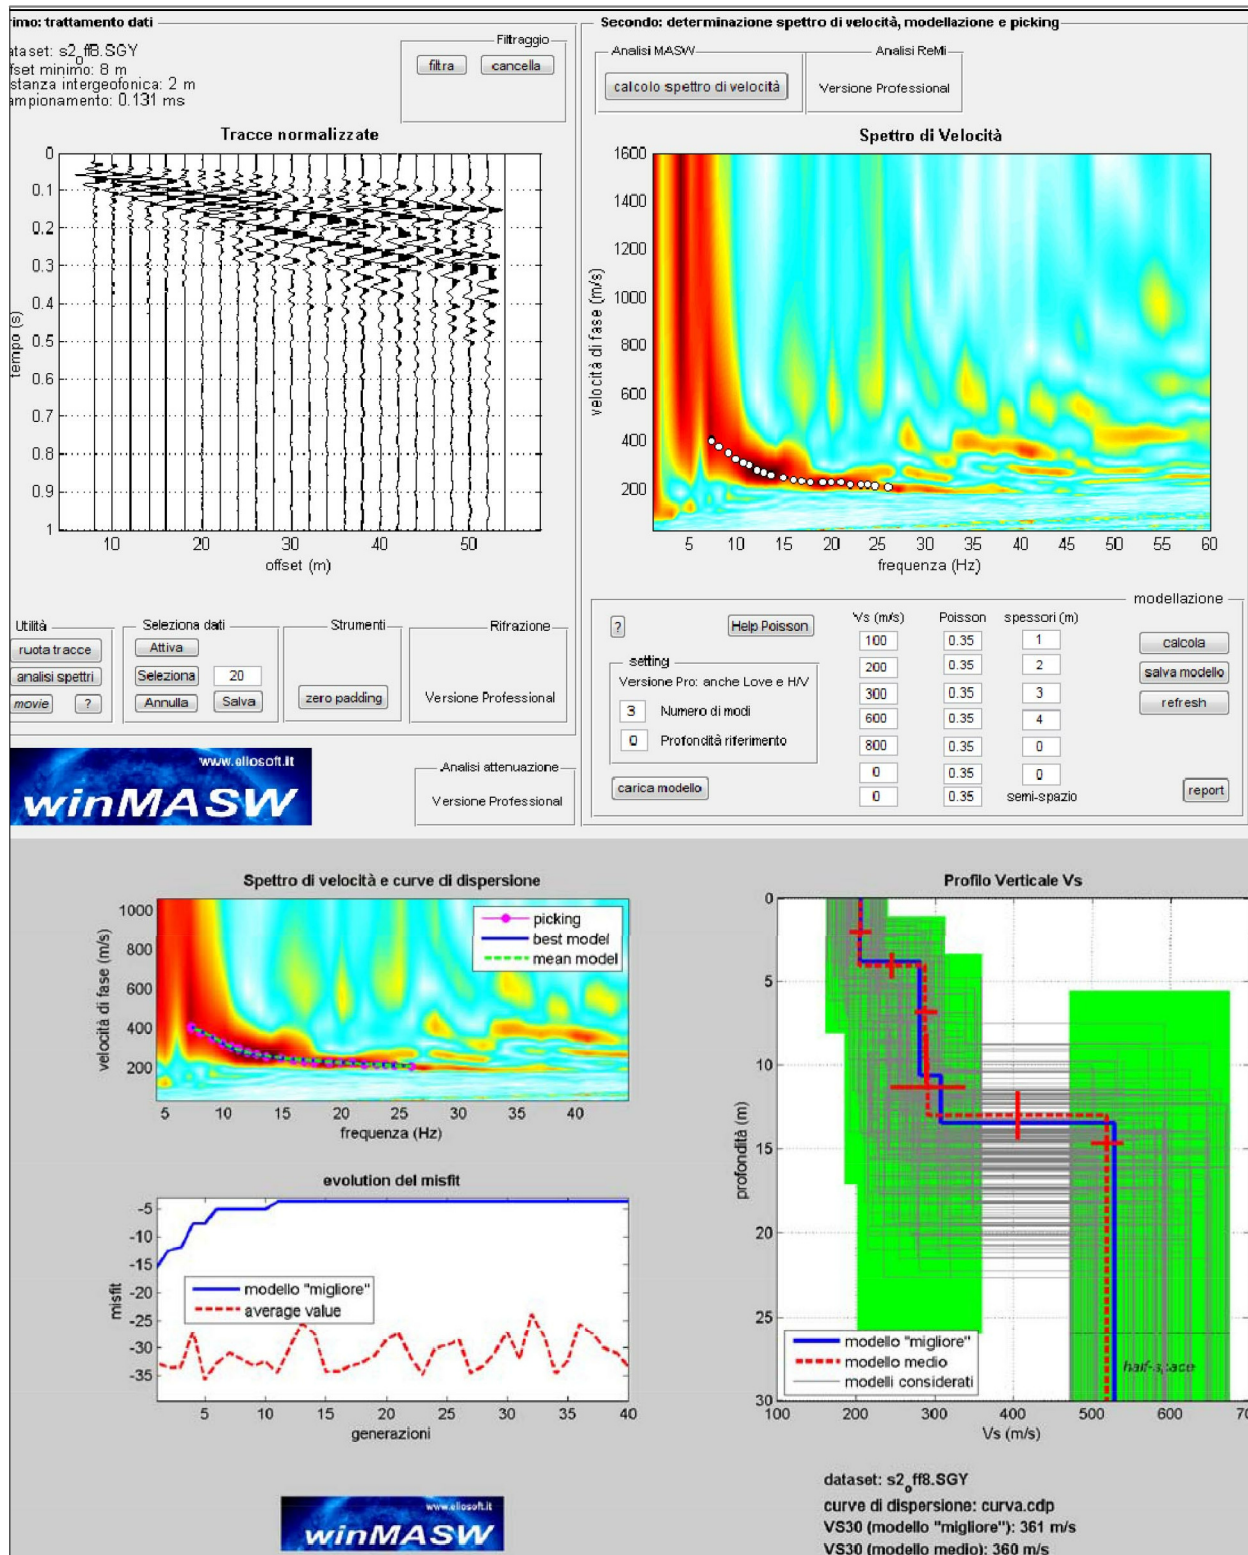 rimo: trattamento dati
ataset: s2_off8.SGY
fset minimo: 8 m
stanza intergeofonica: 2 m
ampionamento: 0.131 ms
Filtraggio
filtra
cancella
Tracce normalizzate
0
0.1
0.2
0.3
0.4
0.5
0.6
0.7
0.8
0.9
1
tempo (s)
10
20
30
40
50
offset (m)
Utilità
ruota tracce
analisi spettri
movie
?
Seleziona dati
Attiva
Seleziona
20
Annulla
Salva
Strumenti
zero padding
Rifrazione
Versione Professional
www.eliosoft.it
winMASW
Analisi attenuazione
Versione Professional
Secondo: determinazione spettro di velocità, modellazione e picking
Analisi MASW
calcolo spettro di velocità
Analisi ReMi
Versione Professional
Spettro di Velocità
1600
1400
1200
1000
800
600
400
200
velocità di fase (m/s)
5
10
15
20
25
30
35
40
45
50
55
60
frequenza (Hz)
modellazione
?
Help Poisson
setting
Versione Pro: anche Love e H/V
3
Numero di modi
0
Profondità riferimento
carica modello
Vs (m/s)
Poisson
spessori (m)
100
0.35
1
200
0.35
2
300
0.35
3
600
0.35
4
800
0.35
0
0
0.35
0
0
0.35
semi-spazio
calcola
salva modello
refresh
report
Spettro di velocità e curve di dispersione
1000
800
600
400
200
velocità di fase (m/s)
picking
best model
mean model
5
10
15
20
25
30
35
40
frequenza (Hz)
evolution del misfit
-5
-10
-15
-20
-25
-30
-35
misfit
modello "migliore"
average value
5
10
15
20
25
30
35
40
generazioni
www.eliosoft.it
winMASW
Profilo Verticale Vs
0
5
10
15
20
25
30
profondità (m)
modello "migliore"
modello medio
modelli considerati
half-space
100
200
300
400
500
600
70
Vs (m/s)
dataset: s2_off8.SGY
curve di dispersione: curva.cdp
VS30 (modello "migliore"): 361 m/s
VS30 (modello medio): 360 m/s